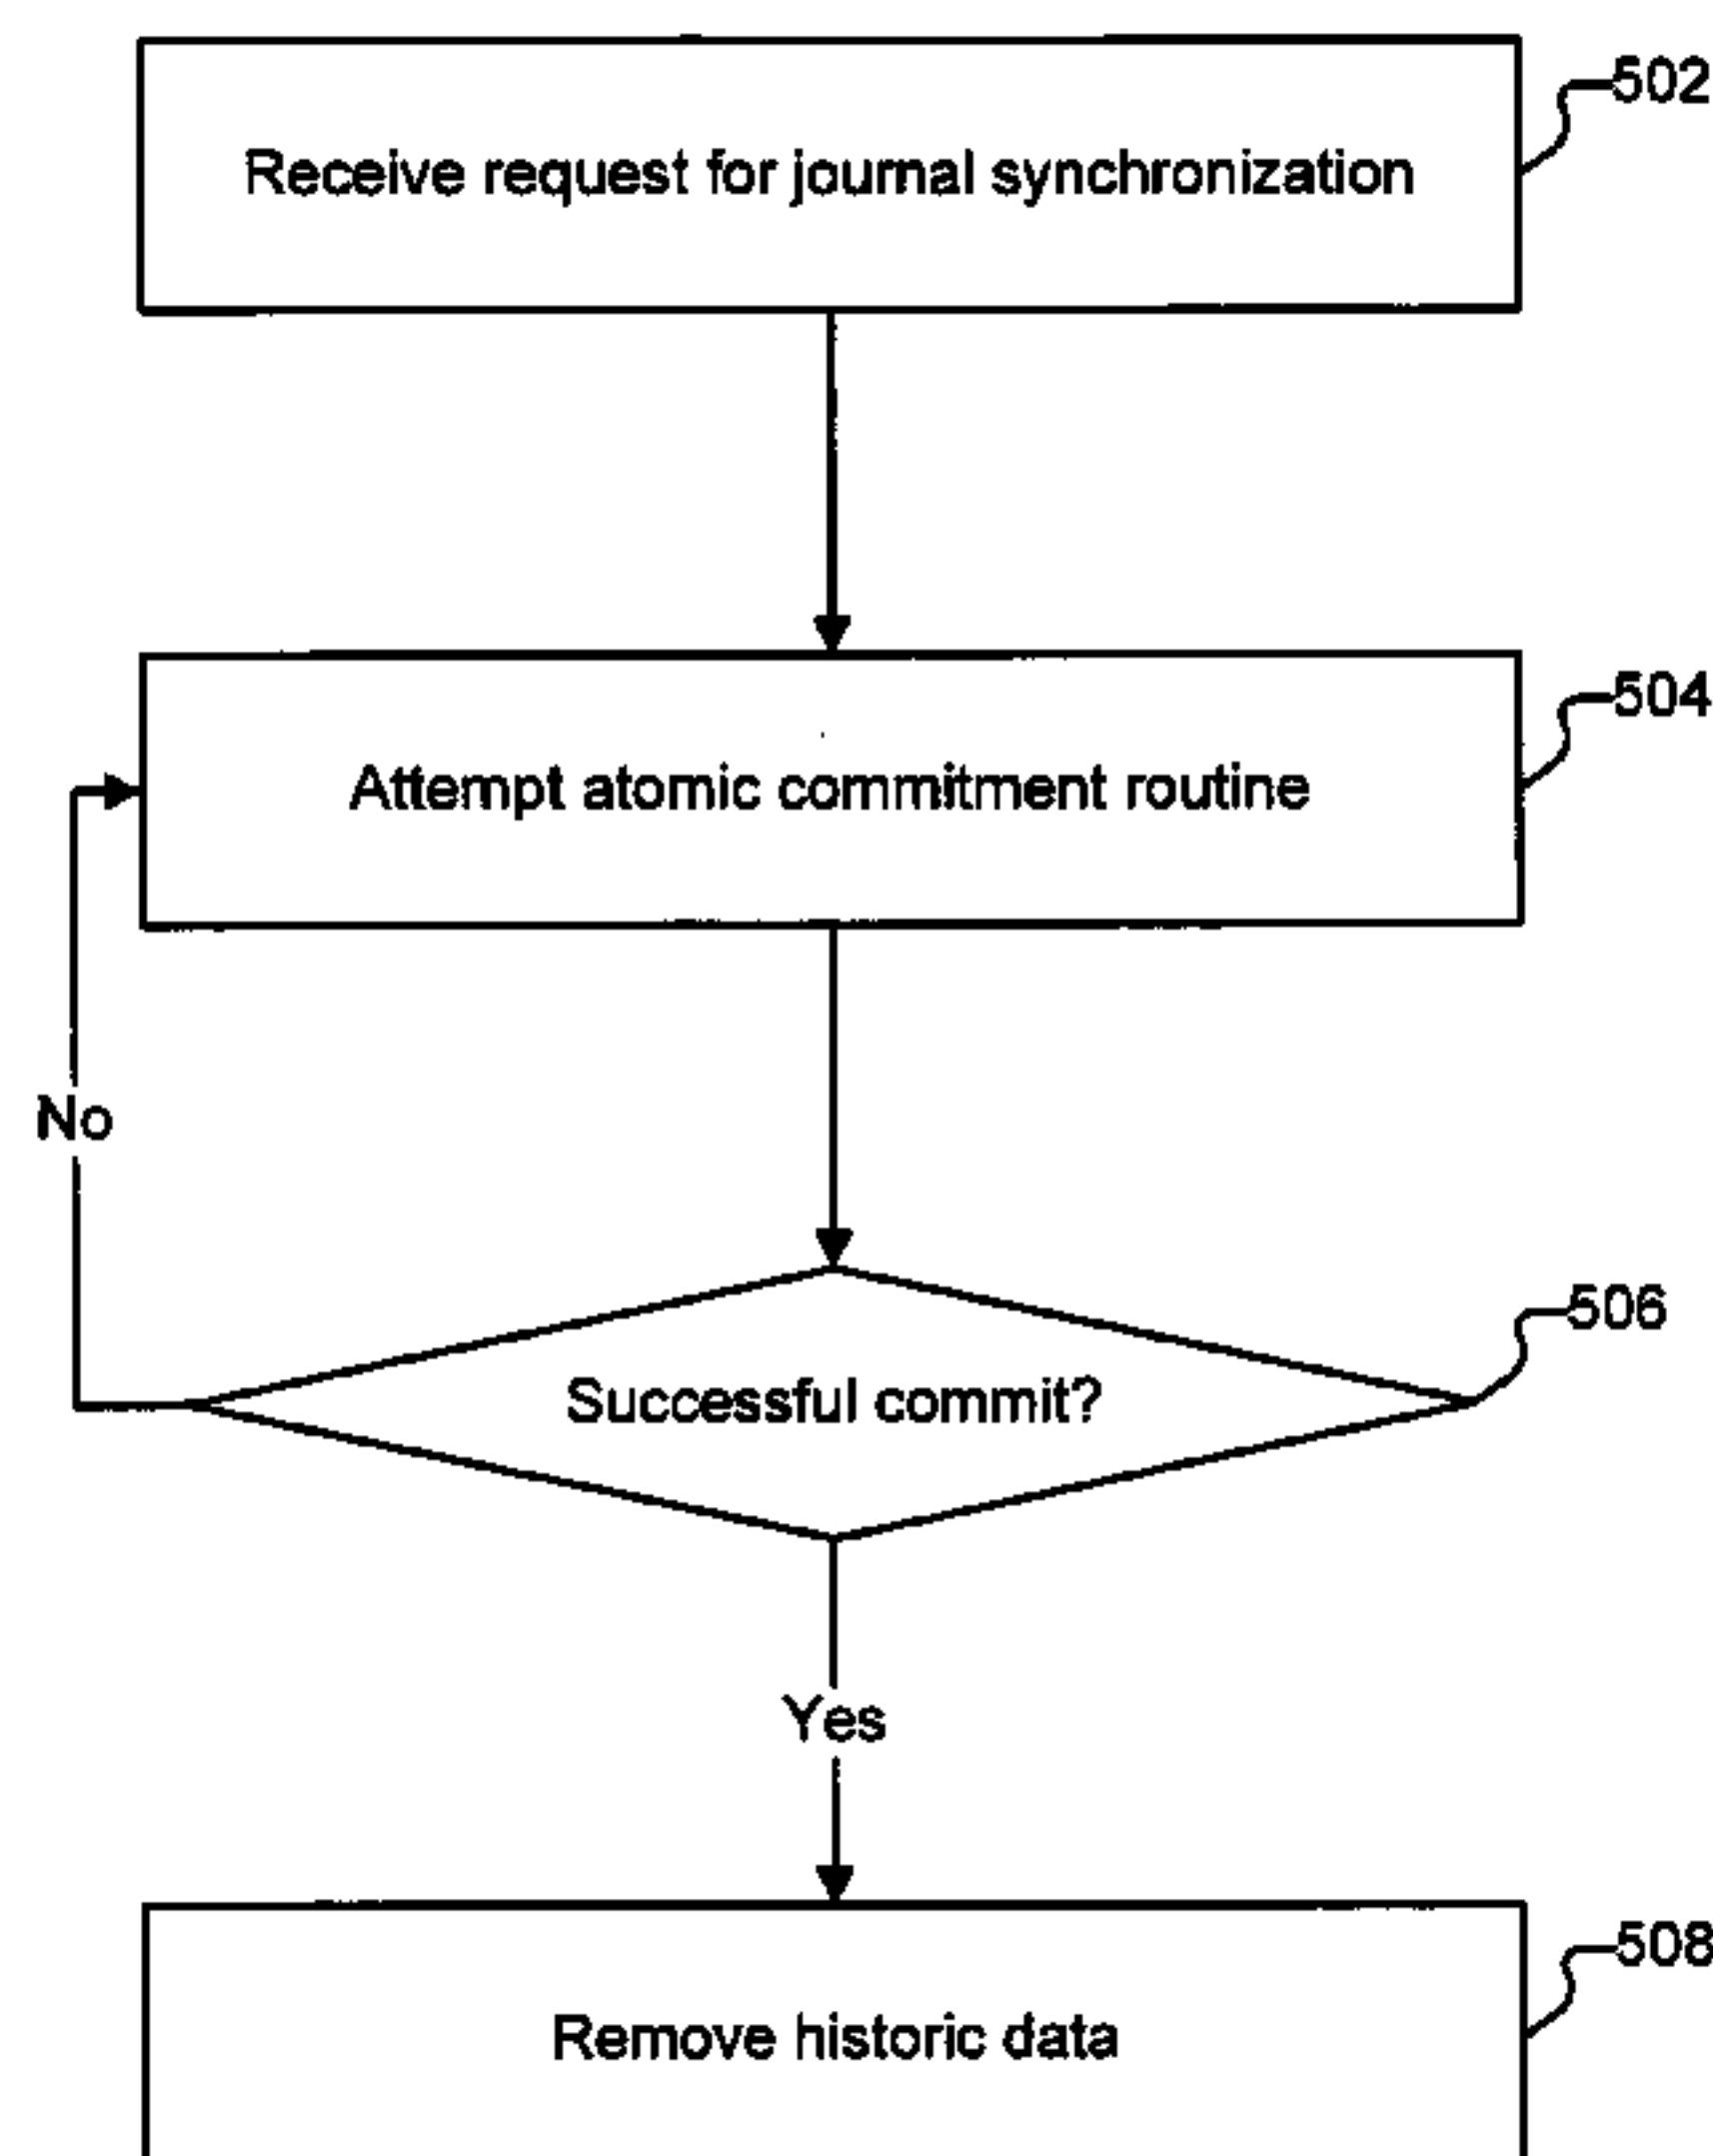 502
Receive request for journal synchronization
504
Attempt atomic commitment routine
No
506
Successful commit?
Yes
508
Remove historic data